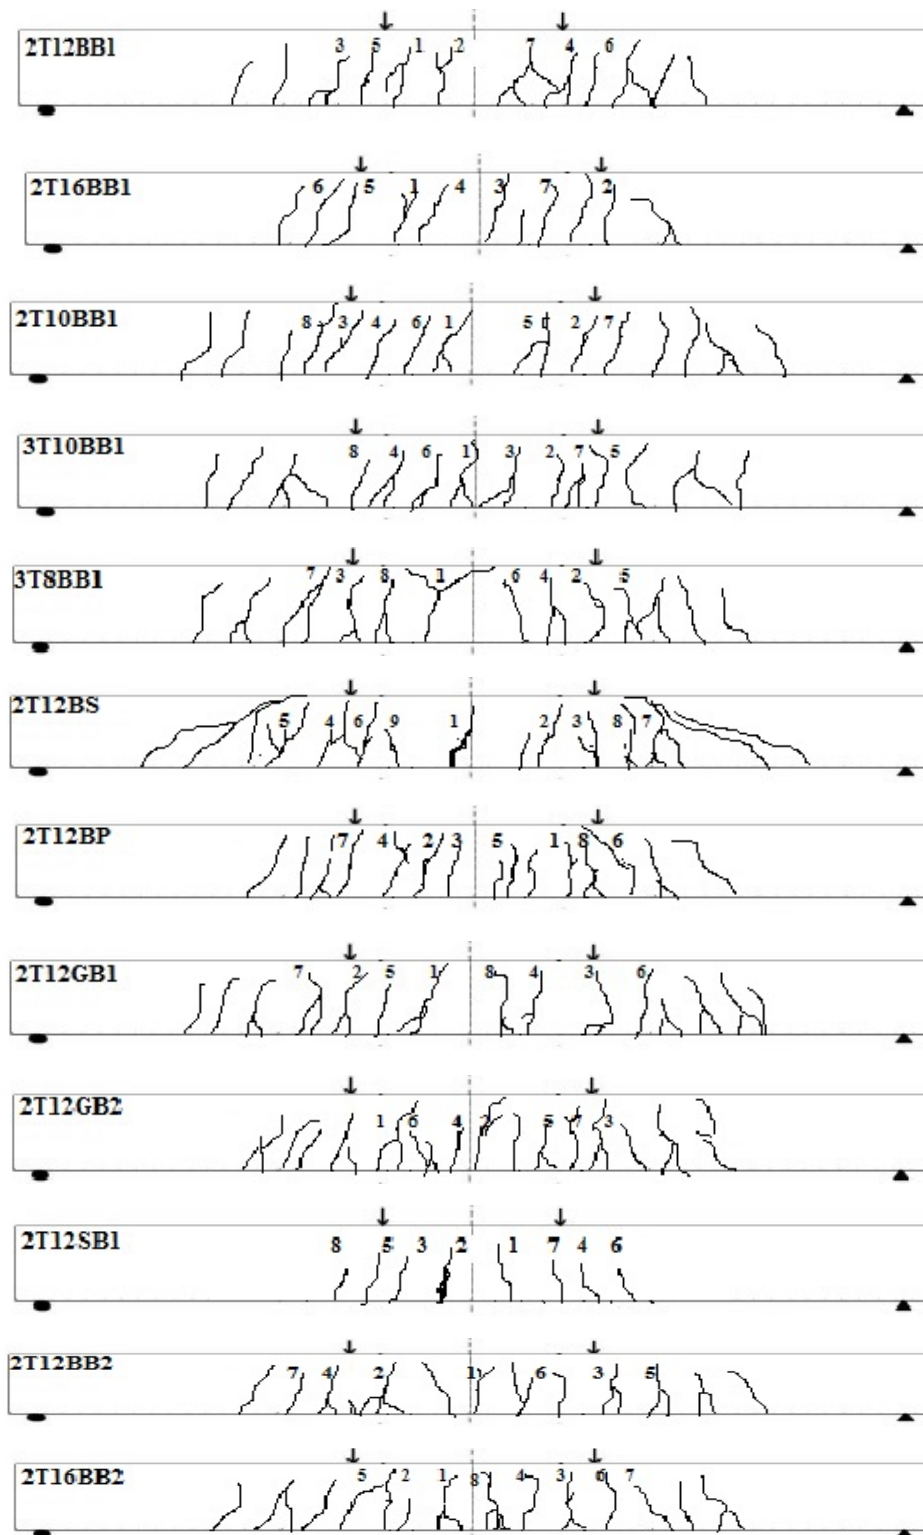 2T12BB1 3 5 1 2 7 4 6
2T16BB1 6 5 1 4 3 7 2
2T10BB1 8 3 4 6 1 5 2 7
3T10BB1 8 4 6 1 3 2 7 5
3T8BB1 7 3 8 1 6 4 2 5
2T12BS 5 4 6 9 1 2 3 8 7
2T12BP 7 4 2 3 5 1 8 6
2T12GB1 7 2 5 1 8 4 3 6
2T12GB2 1 6 4 2 5 7 3
2T12SB1 8 5 3 2 1 7 4 6
2T12BB2 7 4 2 1 6 3 5
2T16BB2 5 2 1 8 4 3 6 7